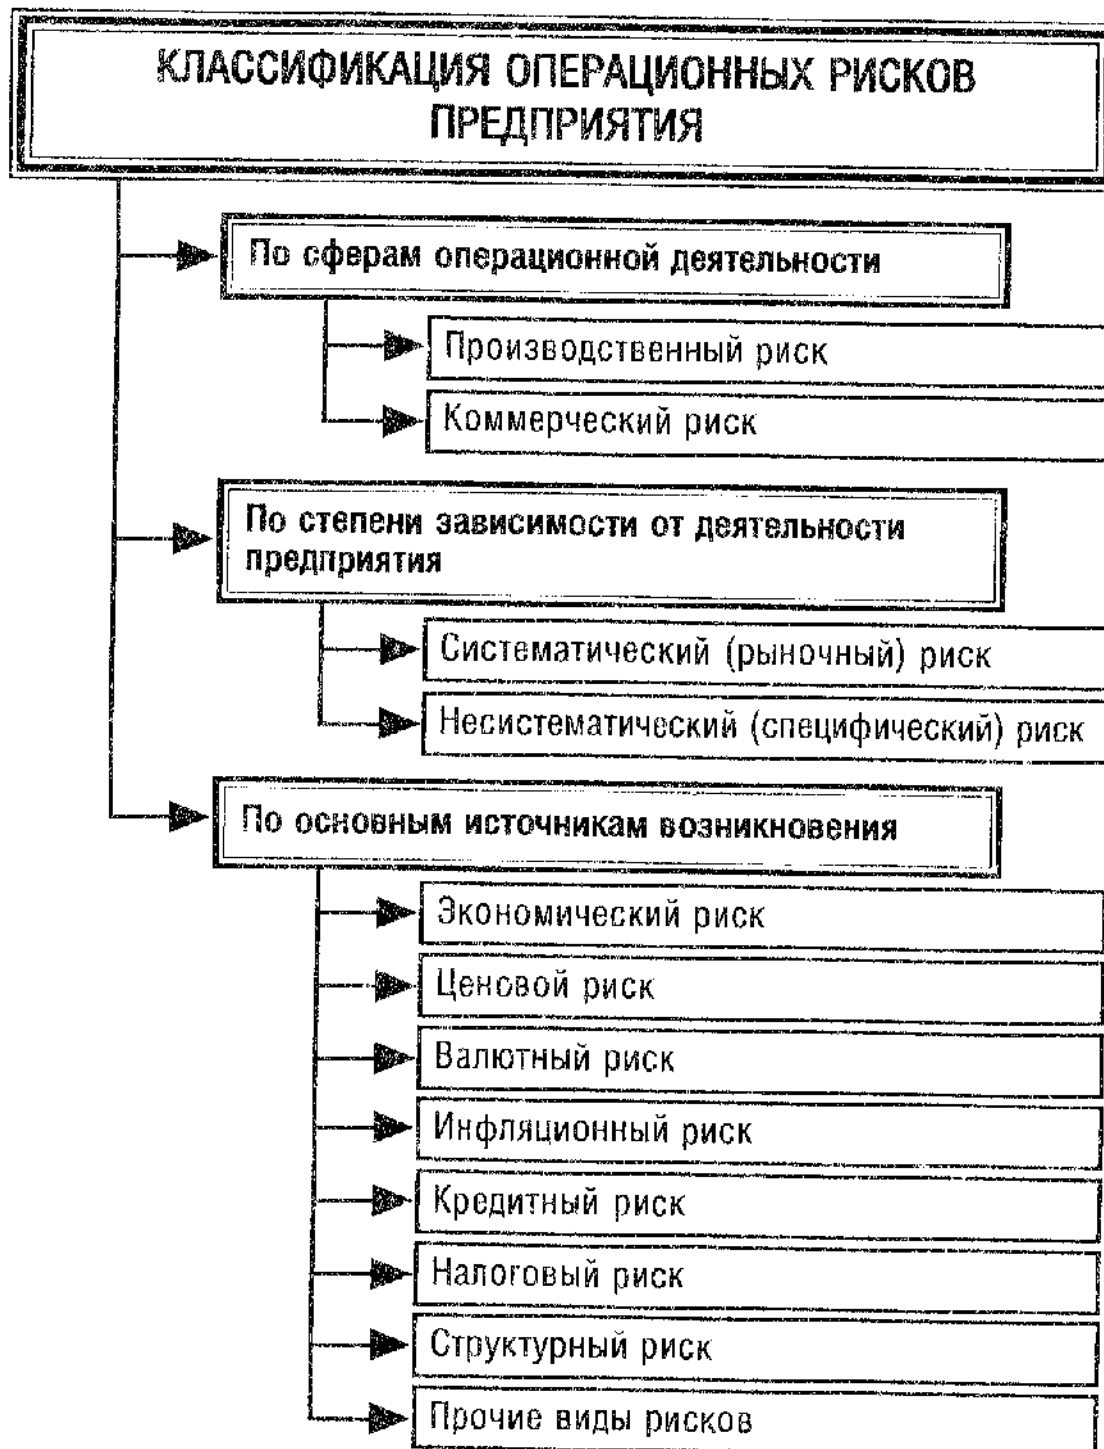 КЛАССИФИКАЦИЯ ОПЕРАЦИОННЫХ РИСКОВ
ПРЕДПРИЯТИЯ
По сферам операционной деятельности
Производственный риск
Коммерческий риск
По степени зависимости от деятельности
предприятия
Систематический (рыночный) риск
Несистематический (специфический) риск
По основным источникам возникновения
Экономический риск
Ценовой риск
Валютный риск
Инфляционный риск
Кредитный риск
Налоговый риск
Структурный риск
Прочие виды рисков